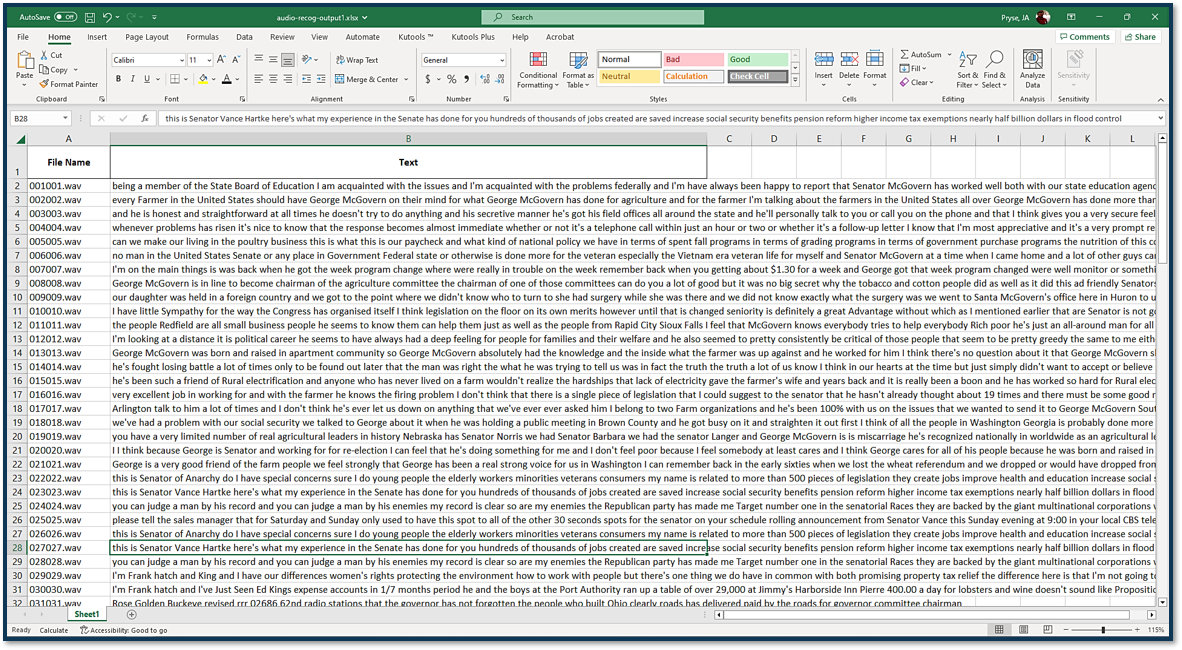 AutoSave Off audio-recog-output1.xlsx Search Pryse, JA
File Home Insert Page Layout Formulas Data Review View Automate Kutools ™ Kutools Plus Help Acrobat Comments Share
Paste Cut Copy Format Painter Calibri 11 Wrap Text Merge & Center General Conditional Formatting Format as Table Normal Bad Good Neutral Calculation Check Cell Insert Delete Format AutoSum Fill Clear Sort & Filter Find & Select Analyze Data Sensitivity
Clipboard Font Alignment Number Styles Cells Editing Analysis Sensitivity
B28 fx this is Senator Vance Hartke here's what my experience in the Senate has done for you hundreds of thousands of jobs created are saved increase social security benefits pension reform higher income tax exemptions nearly half billion dollars in flood control
A B C D E F G H I J K L
1 File Name Text
2 001001.wav being a member of the State Board of Education I am acquainted with the issues and I'm acquainted with the problems federally and I'm have always been happy to report that Senator McGovern has worked well both with our state education agenc
3 002002.wav every Farmer in the United States should have George McGovern on their mind for what George McGovern has done for agriculture and for the farmer I'm talking about the farmers in the United States all over George McGovern has done more than
4 003003.wav and he is honest and straightforward at all times he doesn't try to do anything and his secretive manner he's got his field offices all around the state and he'll personally talk to you or call you on the phone and that I think gives you a very secure feel
5 004004.wav whenever problems has risen it's nice to know that the response becomes almost immediate whether or not it's a telephone call within just an hour or two or whether it's a follow-up letter I know that I'm most appreciative and it's a very prompt re
6 005005.wav can we make our living in the poultry business this is what this is our paycheck and what kind of national policy we have in terms of spent fall programs in terms of grading programs in terms of government purchase programs the nutrition of this co
7 006006.wav no man in the United States Senate or any place in Government Federal state or otherwise is done more for the veteran especially the Vietnam era veteran life for myself and Senator McGovern at a time when I came home and a lot of other guys ca
8 007007.wav I'm on the main things is was back when he got the week program change where were really in trouble on the week remember back when you getting about $1.30 for a week and George got that week program changed were well monitor or somethi
9 008008.wav George McGovern is in line to become chairman of the agriculture committee the chairman of one of those committees can do you a lot of good but it was no big secret why the tobacco and cotton people did as well as it did this ad friendly Senators
10 009009.wav our daughter was held in a foreign country and we got to the point where we didn't know who to turn to she had surgery while she was there and we did not know exactly what the surgery was we went to Santa McGovern's office here in Huron to u
11 010010.wav I have little Sympathy for the way the Congress has organised itself I think legislation on the floor on its own merits however until that is changed seniority is definitely a great Advantage without which as I mentioned earlier that are Senator is not go
12 011011.wav the people Redfield are all small business people he seems to know them can help them just as well as the people from Rapid City Sioux Falls I feel that McGovern knows everybody tries to help everybody Rich poor he's just an all-around man for all
13 012012.wav I'm looking at a distance it is political career he seems to have always had a deep feeling for people for families and their welfare and he also seemed to pretty consistently be critical of those people that seem to be pretty greedy the same to me eith
14 013013.wav George McGovern was born and raised in apartment community so George McGovern absolutely had the knowledge and the inside what the farmer was up against and he worked for him I think there's no question about it that George McGovern s
15 014014.wav he's fought losing battle a lot of times only to be found out later that the man was right the what he was trying to tell us was in fact the truth the truth a lot of us know I think in our hearts at the time but just simply didn't want to accept or believe
16 015015.wav he's been such a friend of Rural electrification and anyone who has never lived on a farm wouldn't realize the hardships that lack of electricity gave the farmer's wife and years back and it is really been a boon and he has worked so hard for Rural elec
17 016016.wav very excellent job in working for and with the farmer he knows the firing problem I don't think that there is a single piece of legislation that I could suggest to the senator that he hasn't already thought about 19 times and there must be some good r
18 017017.wav Arlington talk to him a lot of times and I don't think he's ever let us down on anything that we've ever ever asked him I belong to two Farm organizations and he's been 100% with us on the issues that we wanted to send it to George McGovern Sout
19 018018.wav we've had a problem with our social security we talked to George about it when he was holding a public meeting in Brown County and he got busy on it and straighten it out first I think of all the people in Washington Georgia is probably done more
20 019019.wav you have a very limited number of real agricultural leaders in history Nebraska has Senator Norris we had Senator Barbara we had the senator Langer and George McGovern is is miscarriage he's recognized nationally in worldwide as an agricultural l
21 020020.wav I I think because George is Senator and working for for re-election I can feel that he's doing something for me and I don't feel poor because I feel somebody at least cares and I think George cares for all of his people because he was born and raised in
22 021021.wav George is a very good friend of the farm people we feel strongly that George has been a real strong voice for us in Washington I can remember back in the early sixties when we lost the wheat referendum and we dropped or would have dropped from
23 022022.wav this is Senator of Anarchy do I have special concerns sure I do young people the elderly workers minorities veterans consumers my name is related to more than 500 pieces of legislation they create jobs improve health and education increase social s
24 023023.wav this is Senator Vance Hartke here's what my experience in the Senate has done for you hundreds of thousands of jobs created are saved increase social security benefits pension reform higher income tax exemptions nearly half billion dollars in flood
25 024024.wav you can judge a man by his record and you can judge a man by his enemies my record is clear so are my enemies the Republican party has made me Target number one in the senatorial Races they are backed by the giant multinational corporations w
26 025025.wav please tell the sales manager that for Saturday and Sunday only used to have this spot to all of the other 30 seconds spots for the senator on your schedule rolling announcement from Senator Vance this Sunday evening at 9:00 in your local CBS tele
27 026026.wav this is Senator of Anarchy do I have special concerns sure I do young people the elderly workers minorities veterans consumers my name is related to more than 500 pieces of legislation they create jobs improve health and education increase social s
28 027027.wav this is Senator Vance Hartke here's what my experience in the Senate has done for you hundreds of thousands of jobs created are saved increase social security benefits pension reform higher income tax exemptions nearly half billion dollars in flood
29 028028.wav you can judge a man by his record and you can judge a man by his enemies my record is clear so are my enemies the Republican party has made me Target number one in the senatorial Races they are backed by the giant multinational corporations w
30 029029.wav I'm Frank hatch and King and I have our differences women's rights protecting the environment how to work with people but there's one thing we do have in common with both promising property tax relief the difference here is that I'm not going to
31 030030.wav I'm Frank hatch and I've Just Seen Ed Kings expense accounts in 1/7 months period he and the boys at the Port Authority ran up a table of over 29,000 at Jimmy's Harborside Inn Pierre 400.00 a day for lobsters and wine doesn't sound like Propositio
32 031031.wav Rose Golden Buckeye revised rrr 02686 62nd radio stations that the governor has not forgotten the people who built Ohio clearly roads has delivered paid by the roads for governor committee chairman
Sheet1
Ready Calculate Accessibility: Good to go 115%